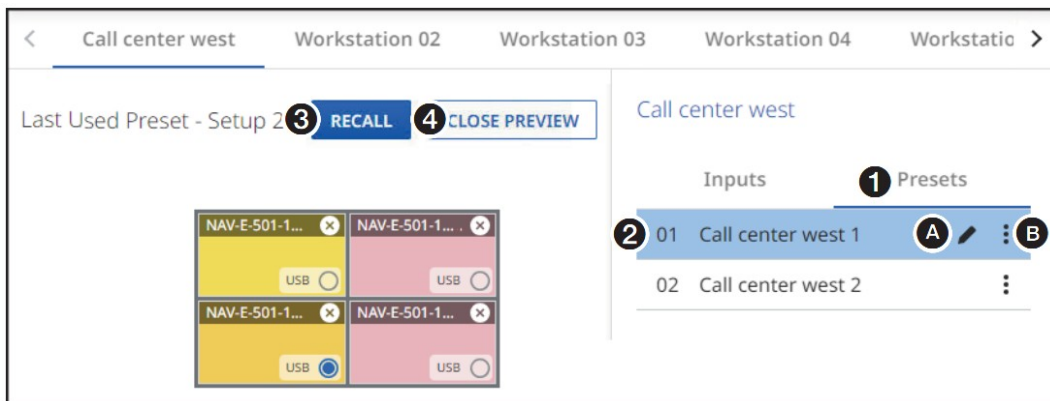 < Call center west Workstation 02 Workstation 03 Workstation 04 Workstatio >
Last Used Preset - Setup 2 3 RECALL 4 CLOSE PREVIEW
NAV-E-501-1... NAV-E-501-1... .
USB USB
NAV-E-501-1... NAV-E-501-1...
USB USB
Call center west
Inputs 1 Presets
2 01 Call center west 1 A B
02 Call center west 2